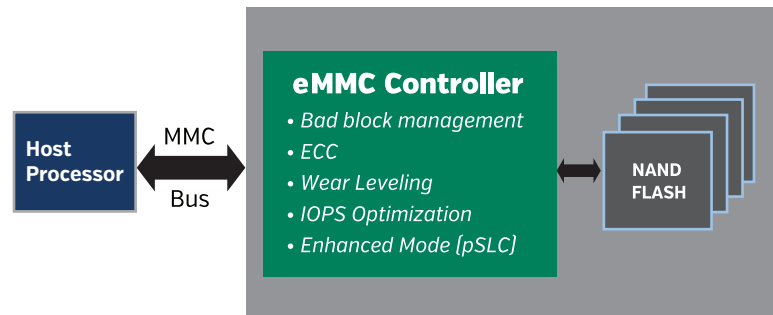 Host
Processor
MMC
Bus
eMMC Controller
• Bad block management
• ECC
• Wear Leveling
• IOPS Optimization
• Enhanced Mode (pSLC)
NAND
FLASH